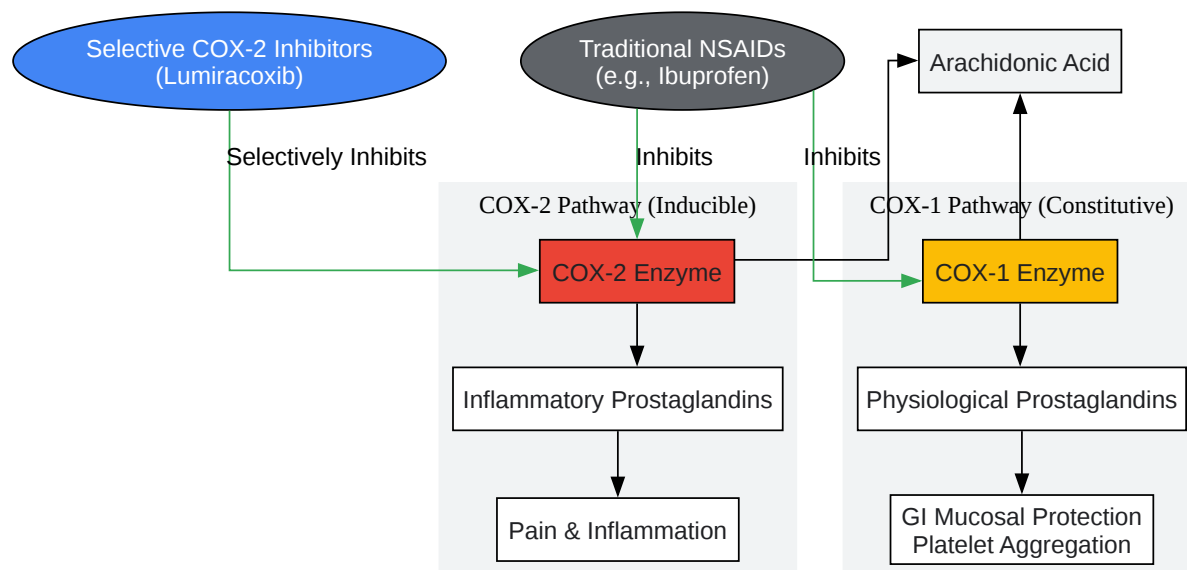 Selective COX-2 Inhibitors
(Lumiracoxib)
Traditional NSAIDs
(e.g., Ibuprofen)
Arachidonic Acid
Selectively Inhibits
Inhibits
Inhibits
COX-2 Pathway (Inducible)
COX-1 Pathway (Constitutive)
COX-2 Enzyme
COX-1 Enzyme
Inflammatory Prostaglandins
Physiological Prostaglandins
Pain & Inflammation
GI Mucosal Protection
Platelet Aggregation